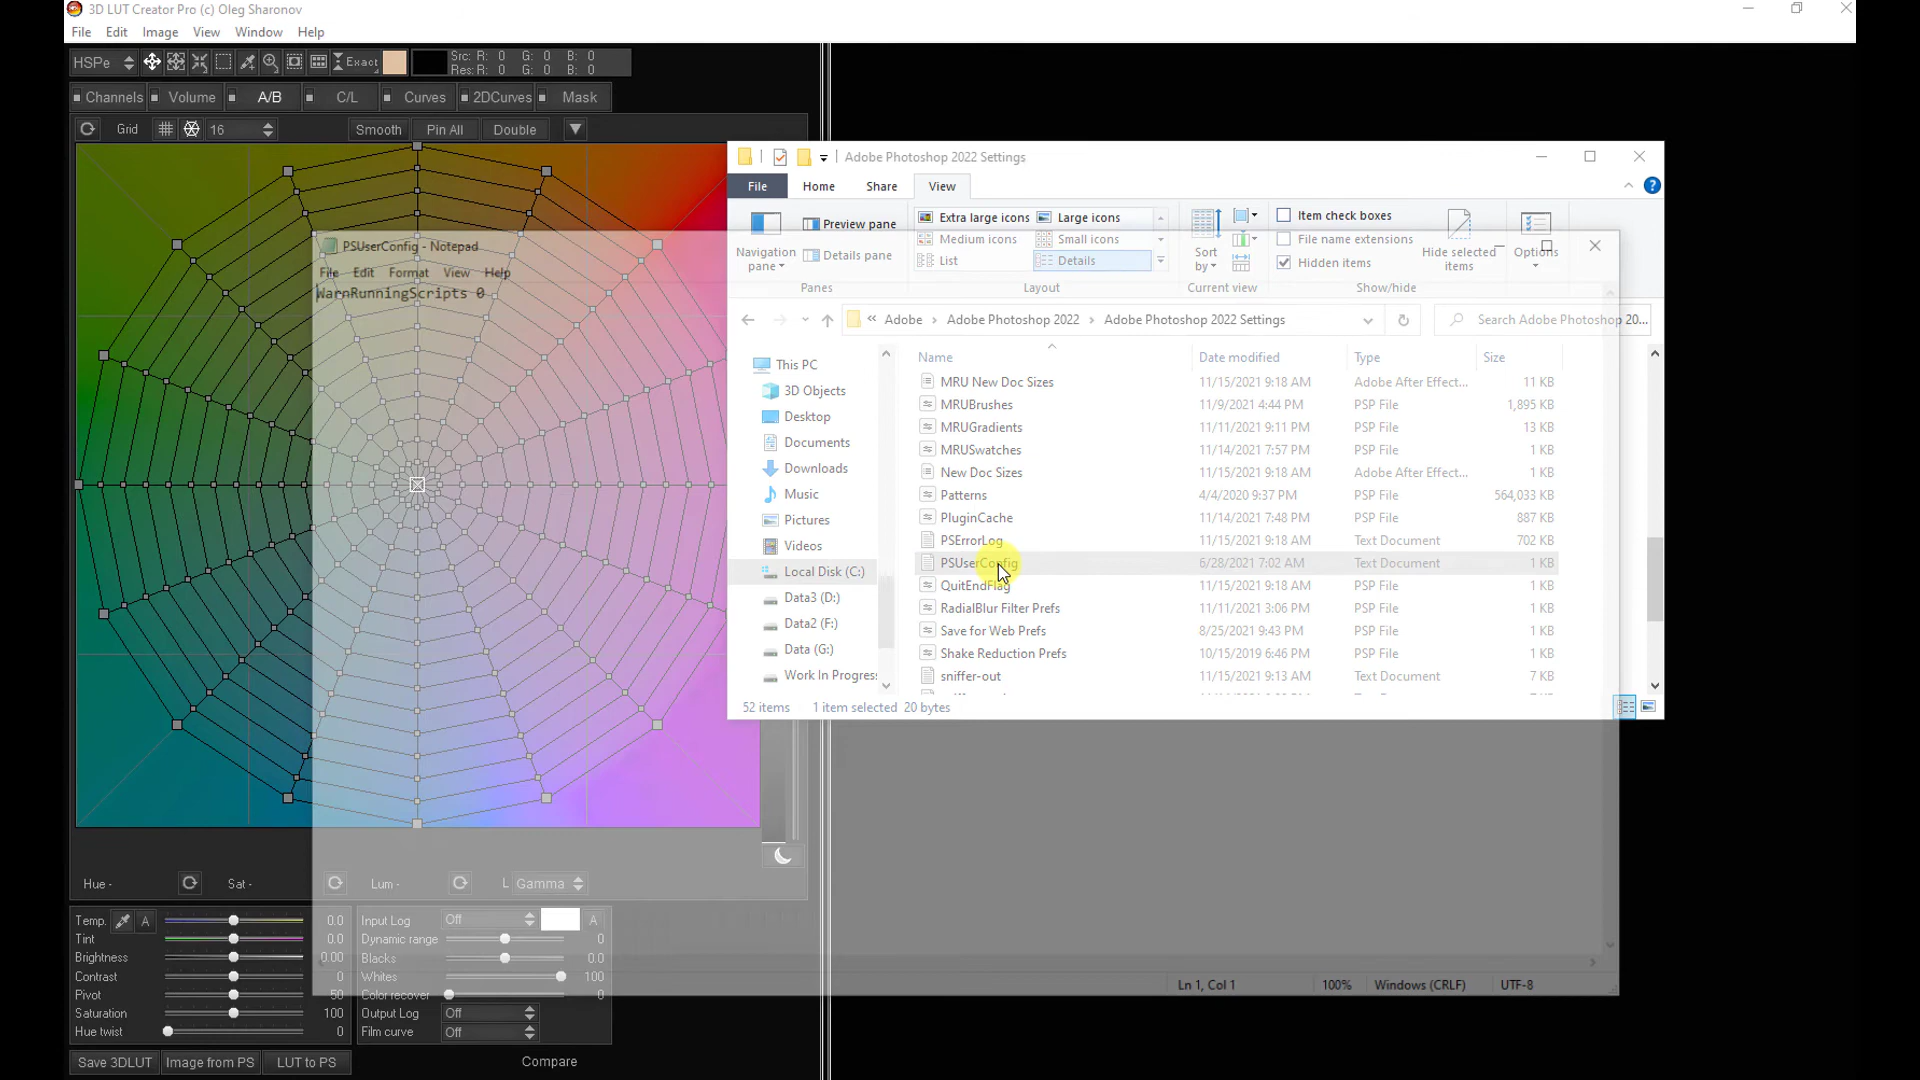 3D LUT Creator Pro (c) Oleg Sharonov
File Edit Image View Window Help
HSPe Exact Src: R: 0 G: 0 B: 0
Res: R: 0 G: 0 B: 0
Channels Volume A/B C/L Curves 2DCurves Mask
Grid 16 Smooth Pin All Double
Adobe Photoshop 2022 Settings
File Home Share View
Navigation pane
Preview pane
Details pane
Panes
Extra large icons Large icons
Medium icons Small icons
List Details
Layout
Sort by
Current view
Item check boxes
File name extensions
Hidden items
Hide selected items
Show/hide
Options
PSUserConfig - Notepad
File Edit Format View Help
WarnRunningScripts 0
« Adobe › Adobe Photoshop 2022 › Adobe Photoshop 2022 Settings
Search Adobe Photoshop 20...
This PC
3D Objects
Desktop
Documents
Downloads
Music
Pictures
Videos
Local Disk (C:)
Data3 (D:)
Data2 (F:)
Data (G:)
Work In Progres
Name Date modified Type Size
MRU New Doc Sizes 11/15/2021 9:18 AM Adobe After Effect... 11 KB
MRUBrushes 11/9/2021 4:44 PM PSP File 1,895 KB
MRUGradients 11/11/2021 9:11 PM PSP File 13 KB
MRUSwatches 11/14/2021 7:57 PM PSP File 1 KB
New Doc Sizes 11/15/2021 9:18 AM Adobe After Effect... 1 KB
Patterns 4/4/2020 9:37 PM PSP File 564,033 KB
PluginCache 11/14/2021 7:48 PM PSP File 887 KB
PSErrorLog 11/15/2021 9:18 AM Text Document 702 KB
PSUserConfig 6/28/2021 7:02 AM Text Document 1 KB
QuitEndFlag 11/15/2021 9:18 AM PSP File 1 KB
RadialBlur Filter Prefs 11/11/2021 3:06 PM PSP File 1 KB
Save for Web Prefs 8/25/2021 9:43 PM PSP File 1 KB
Shake Reduction Prefs 10/15/2019 6:46 PM PSP File 1 KB
sniffer-out 11/15/2021 9:13 AM Text Document 7 KB
52 items 1 item selected 20 bytes
Ln 1, Col 1 100% Windows (CRLF) UTF-8
Hue - Sat - Lum - L Gamma
Temp. A 0.0
Tint 0.0
Brightness 0.00
Contrast 0
Pivot 50
Saturation 100
Hue twist 0
Input Log Off A
Dynamic range 0
Blacks 0.0
Whites 100
Color recover 0
Output Log Off
Film curve Off
Save 3DLUT Image from PS LUT to PS Compare